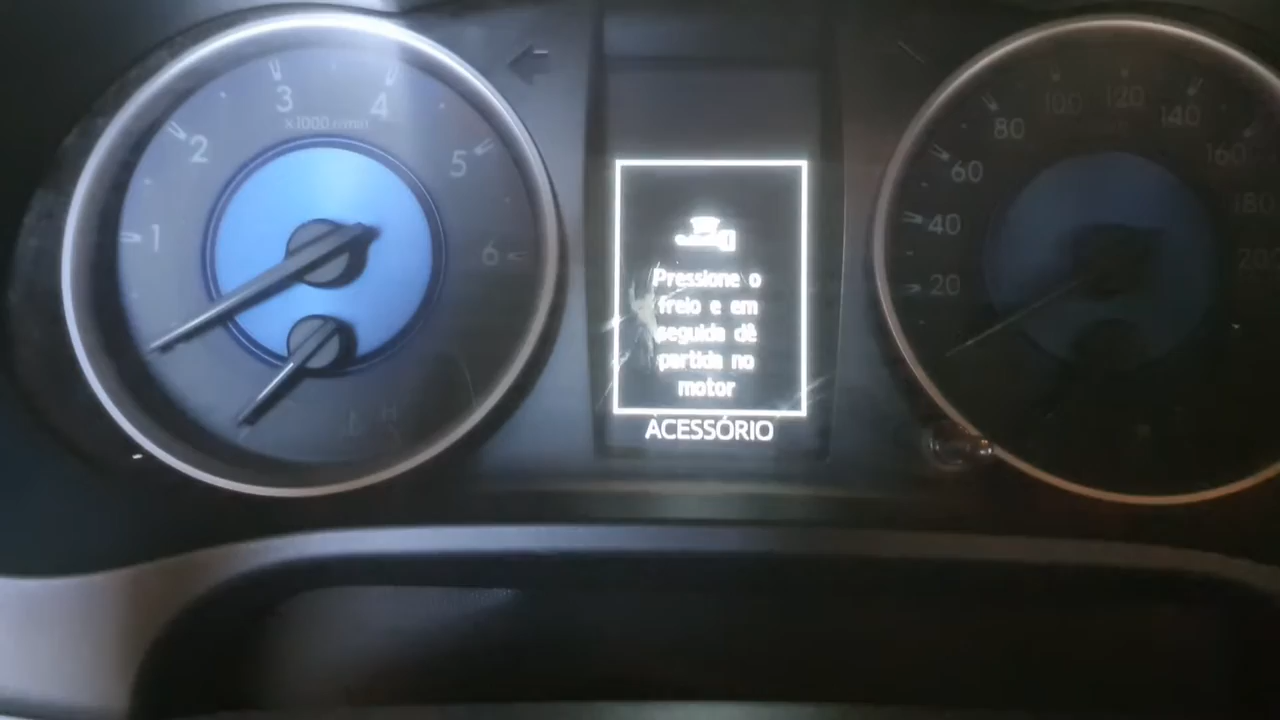 1
2
3
4
5
6
x1000 r/min
Pressione o
freio e em
seguida dê
partida no
motor
ACESSÓRIO
20
40
60
80
100
120
140
160
180
200